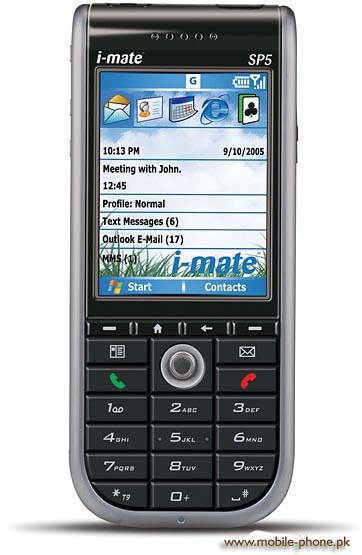 i-mate SP5
G
10:13 PM 9/10/2005
Meeting with John.
12:45
Profile: Normal
Text Messages (6)
Outlook E-Mail (17)
MMS (1)
i-mate™
Start Contacts
1 2ABC 3DEF
4GHI 5JKL 6MNO
7PQRS 8TUV 9WXYZ
*T9 0+ #
www.mobile-phone.pk